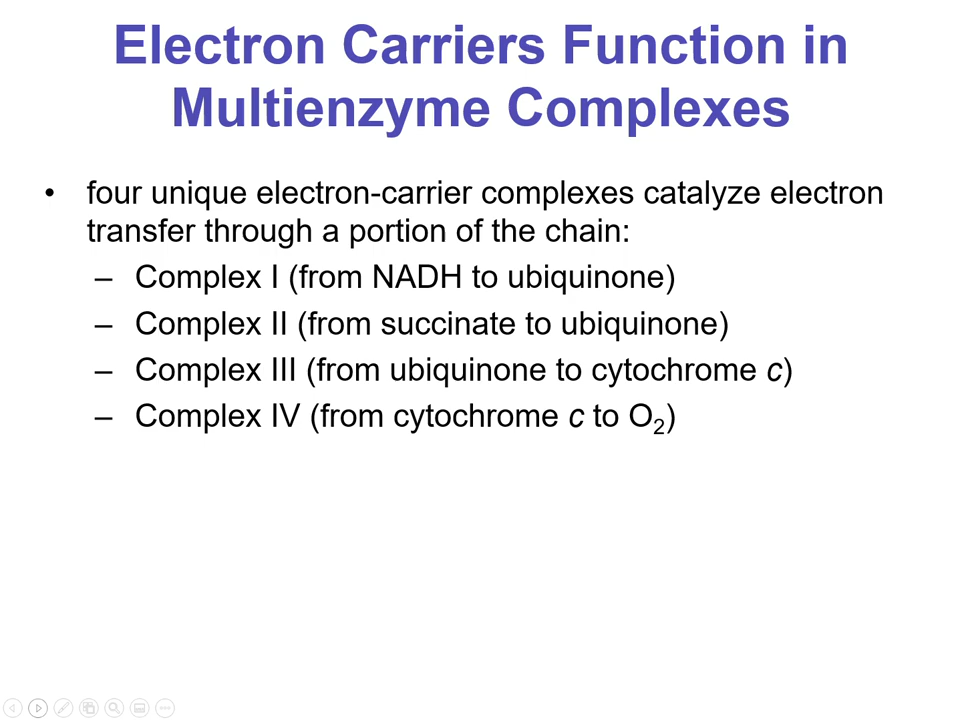 Electron Carriers Function in
Multienzyme Complexes
• four unique electron-carrier complexes catalyze electron
transfer through a portion of the chain:
– Complex I (from NADH to ubiquinone)
– Complex II (from succinate to ubiquinone)
– Complex III (from ubiquinone to cytochrome c)
– Complex IV (from cytochrome c to O₂)